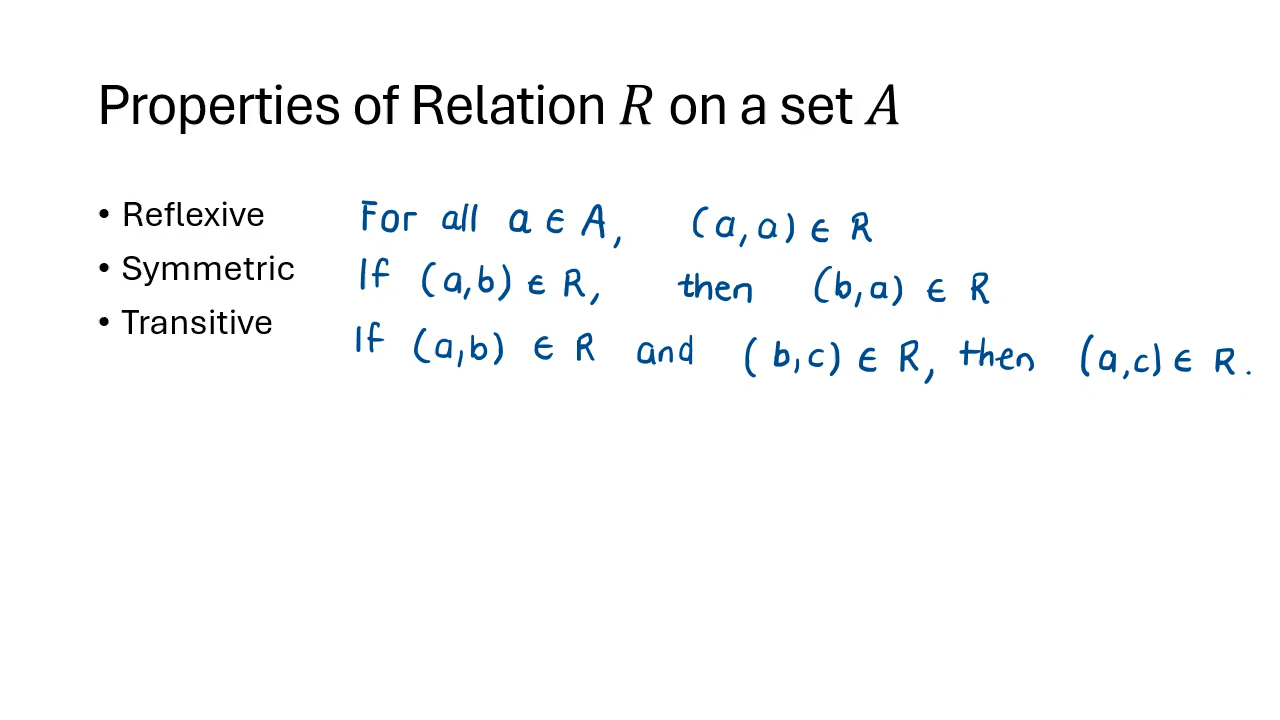 Properties of Relation R on a set A
• Reflexive For all a ∈ A, (a, a) ∈ R
• Symmetric If (a,b) ∈ R, then (b,a) ∈ R
• Transitive If (a,b) ∈ R and (b,c) ∈ R, then (a,c) ∈ R.